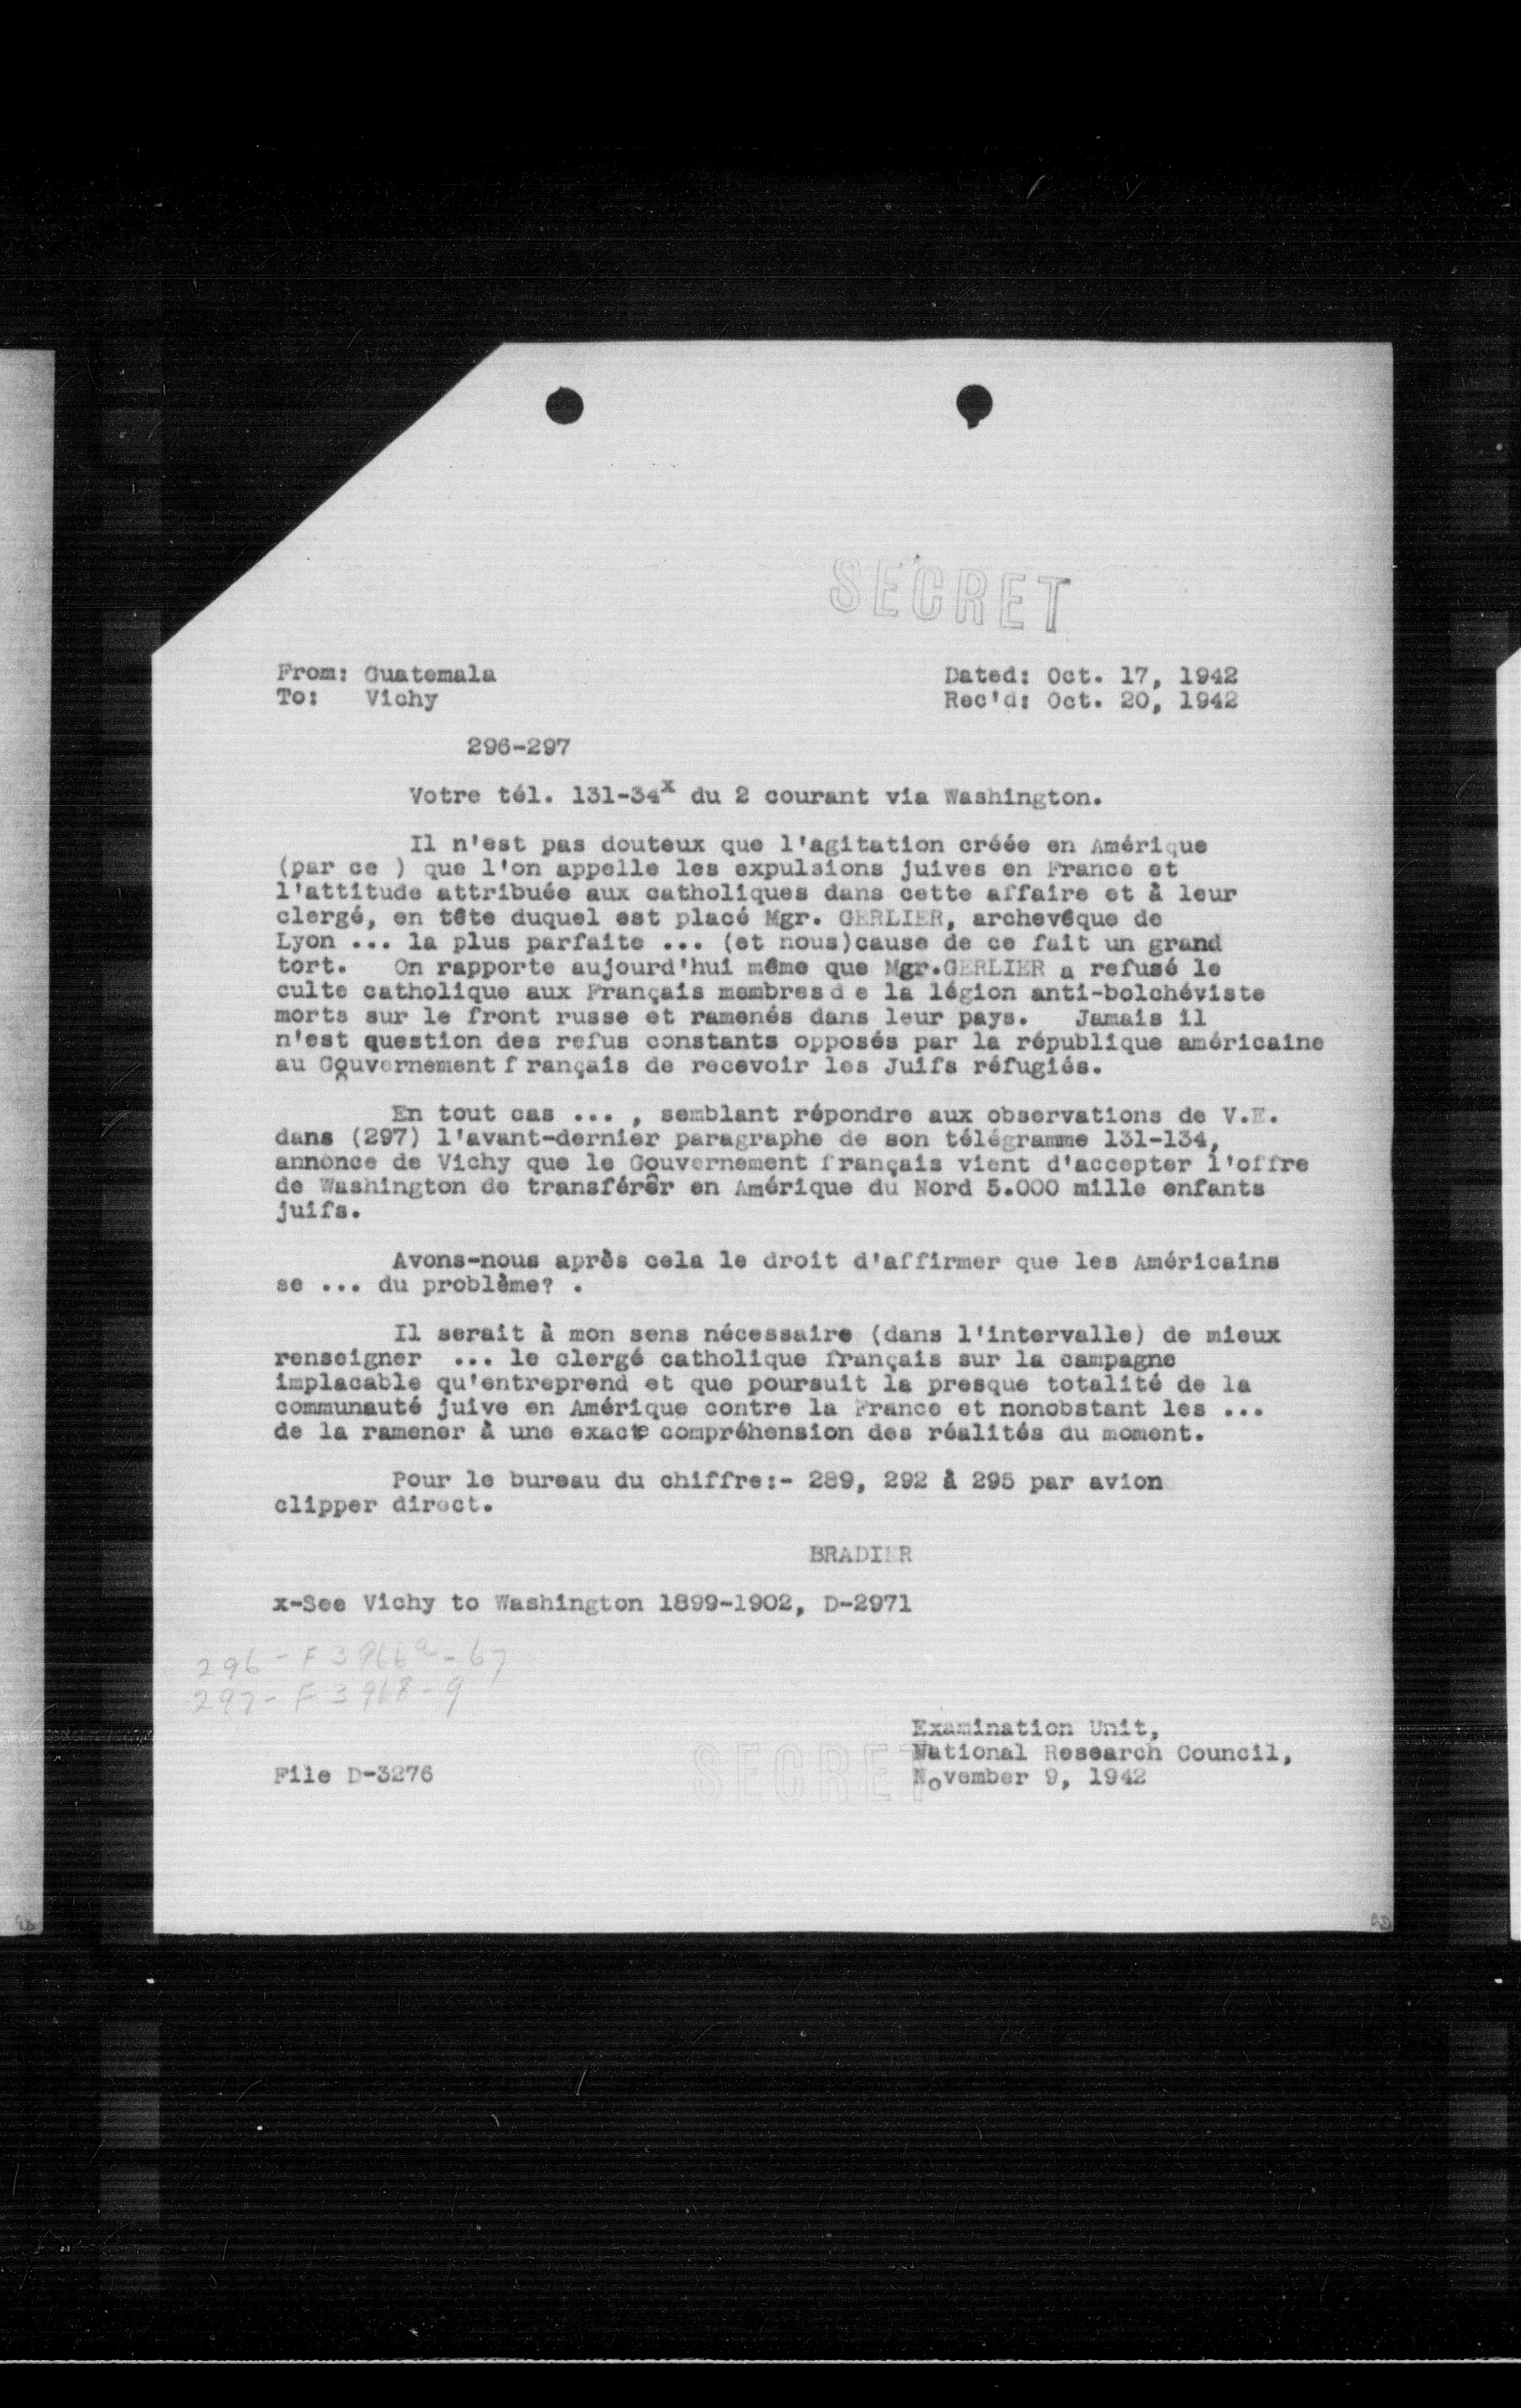 SECRET
From: Guatemala
To: Vichy
Dated: Oct. 17, 1942
Rec'd: Oct. 20, 1942
296-297
Votre tél. 131-34x du 2 courant via Washington.
Il n'est pas douteux que l'agitation créée en Amérique
(par ce ) que l'on appelle les expulsions juives en France et
l'attitude attribuée aux catholiques dans cette affaire et à leur
clergé, en tête duquel est placé Mgr. GERLIER, archevêque de
Lyon ... la plus parfaite ... (et nous)cause de ce fait un grand
tort. On rapporte aujourd'hui même que Mgr.GERLIER a refusé le
culte catholique aux Français membres d e la légion anti-bolchéviste
morts sur le front russe et ramenés dans leur pays. Jamais il
n'est question des refus constants opposés par la république américaine
au Gouvernement f rançais de recevoir les Juifs réfugiés.
En tout cas ... , semblant répondre aux observations de V.E.
dans (297) l'avant-dernier paragraphe de son télégramme 131-134,
annonce de Vichy que le Gouvernement français vient d'accepter l'offre
de Washington de transférêr en Amérique du Nord 5.000 mille enfants
juifs.
Avons-nous après cela le droit d'affirmer que les Américains
se ... du problème? .
Il serait à mon sens nécessaire (dans l'intervalle) de mieux
renseigner ... le clergé catholique français sur la campagne
implacable qu'entreprend et que poursuit la presque totalité de la
communauté juive en Amérique contre la France et nonobstant les ...
de la ramener à une exacte compréhension des réalités du moment.
Pour le bureau du chiffre:- 289, 292 à 295 par avion
clipper direct.
BRADIER
x-See Vichy to Washington 1899-1902, D-2971
296 - F 3966a - 67
297 - F 3968 - 9
Examination Unit,
National Research Council,
November 9, 1942
File D-3276
SECRET